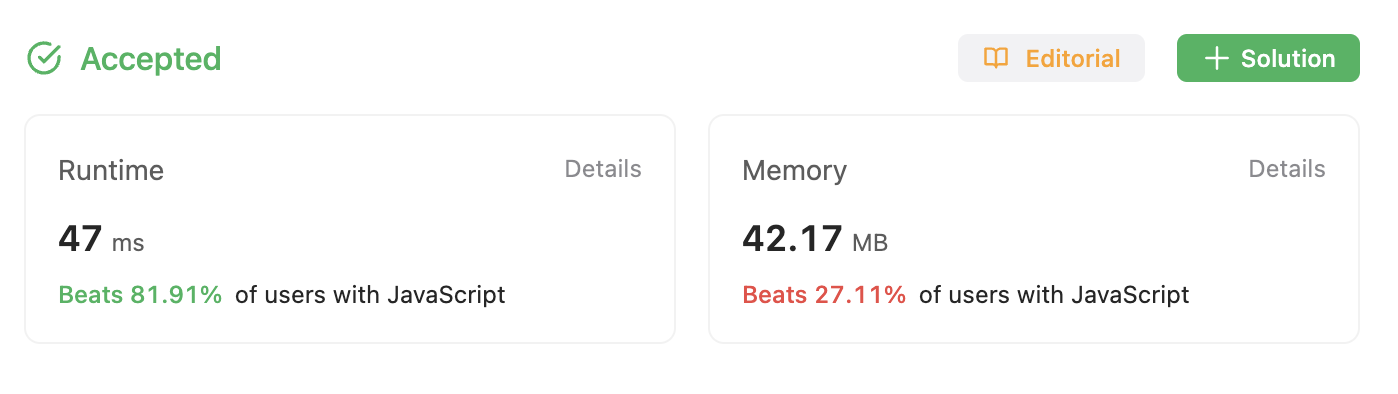 Accepted
Editorial
Solution
Runtime
Details
47 ms
Beats 81.91% of users with JavaScript
Memory
Details
42.17 MB
Beats 27.11% of users with JavaScript